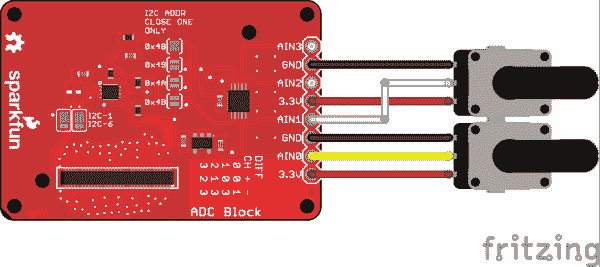 I2C ADDR
CLOSE ONE
ONLY
0x48
0x49
0x4A
0x4B
I2C-1
I2C-6
sparkfun
AIN3
GND
AIN2
3.3V
AIN1
GND
AIN0
3.3V
DIFF
CH + -
0 0 1
1 0 3
2 1 3
3 2 3
ADC Block
fritzing